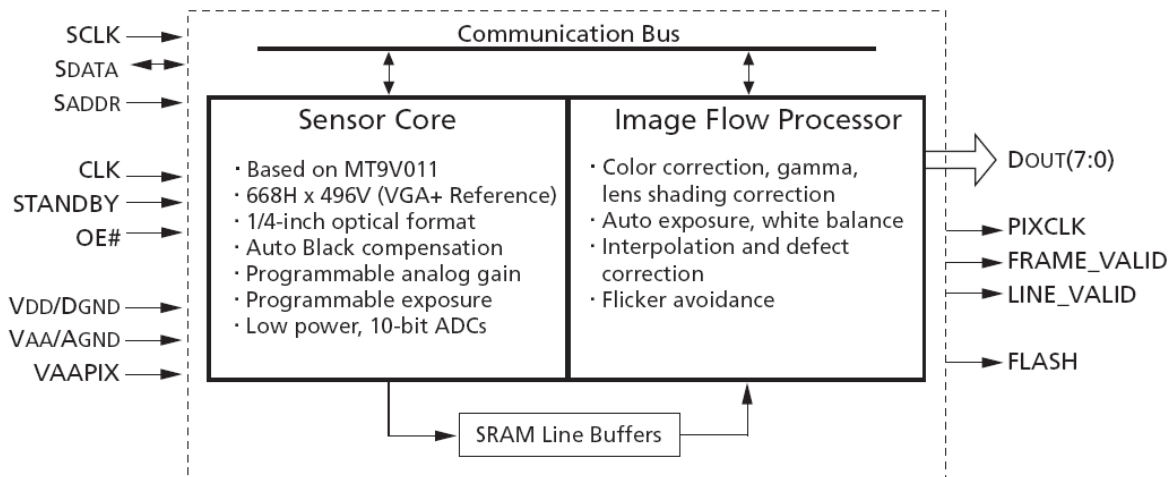 SCLK
SDATA
SADDR
CLK
STANDBY
OE#
VDD/DGND
VAA/AGND
VAAPIX
Communication Bus
Sensor Core
· Based on MT9V011
· 668H x 496V (VGA+ Reference)
· 1/4-inch optical format
· Auto Black compensation
· Programmable analog gain
· Programmable exposure
· Low power, 10-bit ADCs
Image Flow Processor
· Color correction, gamma,
lens shading correction
· Auto exposure, white balance
· Interpolation and defect
correction
· Flicker avoidance
SRAM Line Buffers
DOUT(7:0)
PIXCLK
FRAME_VALID
LINE_VALID
FLASH